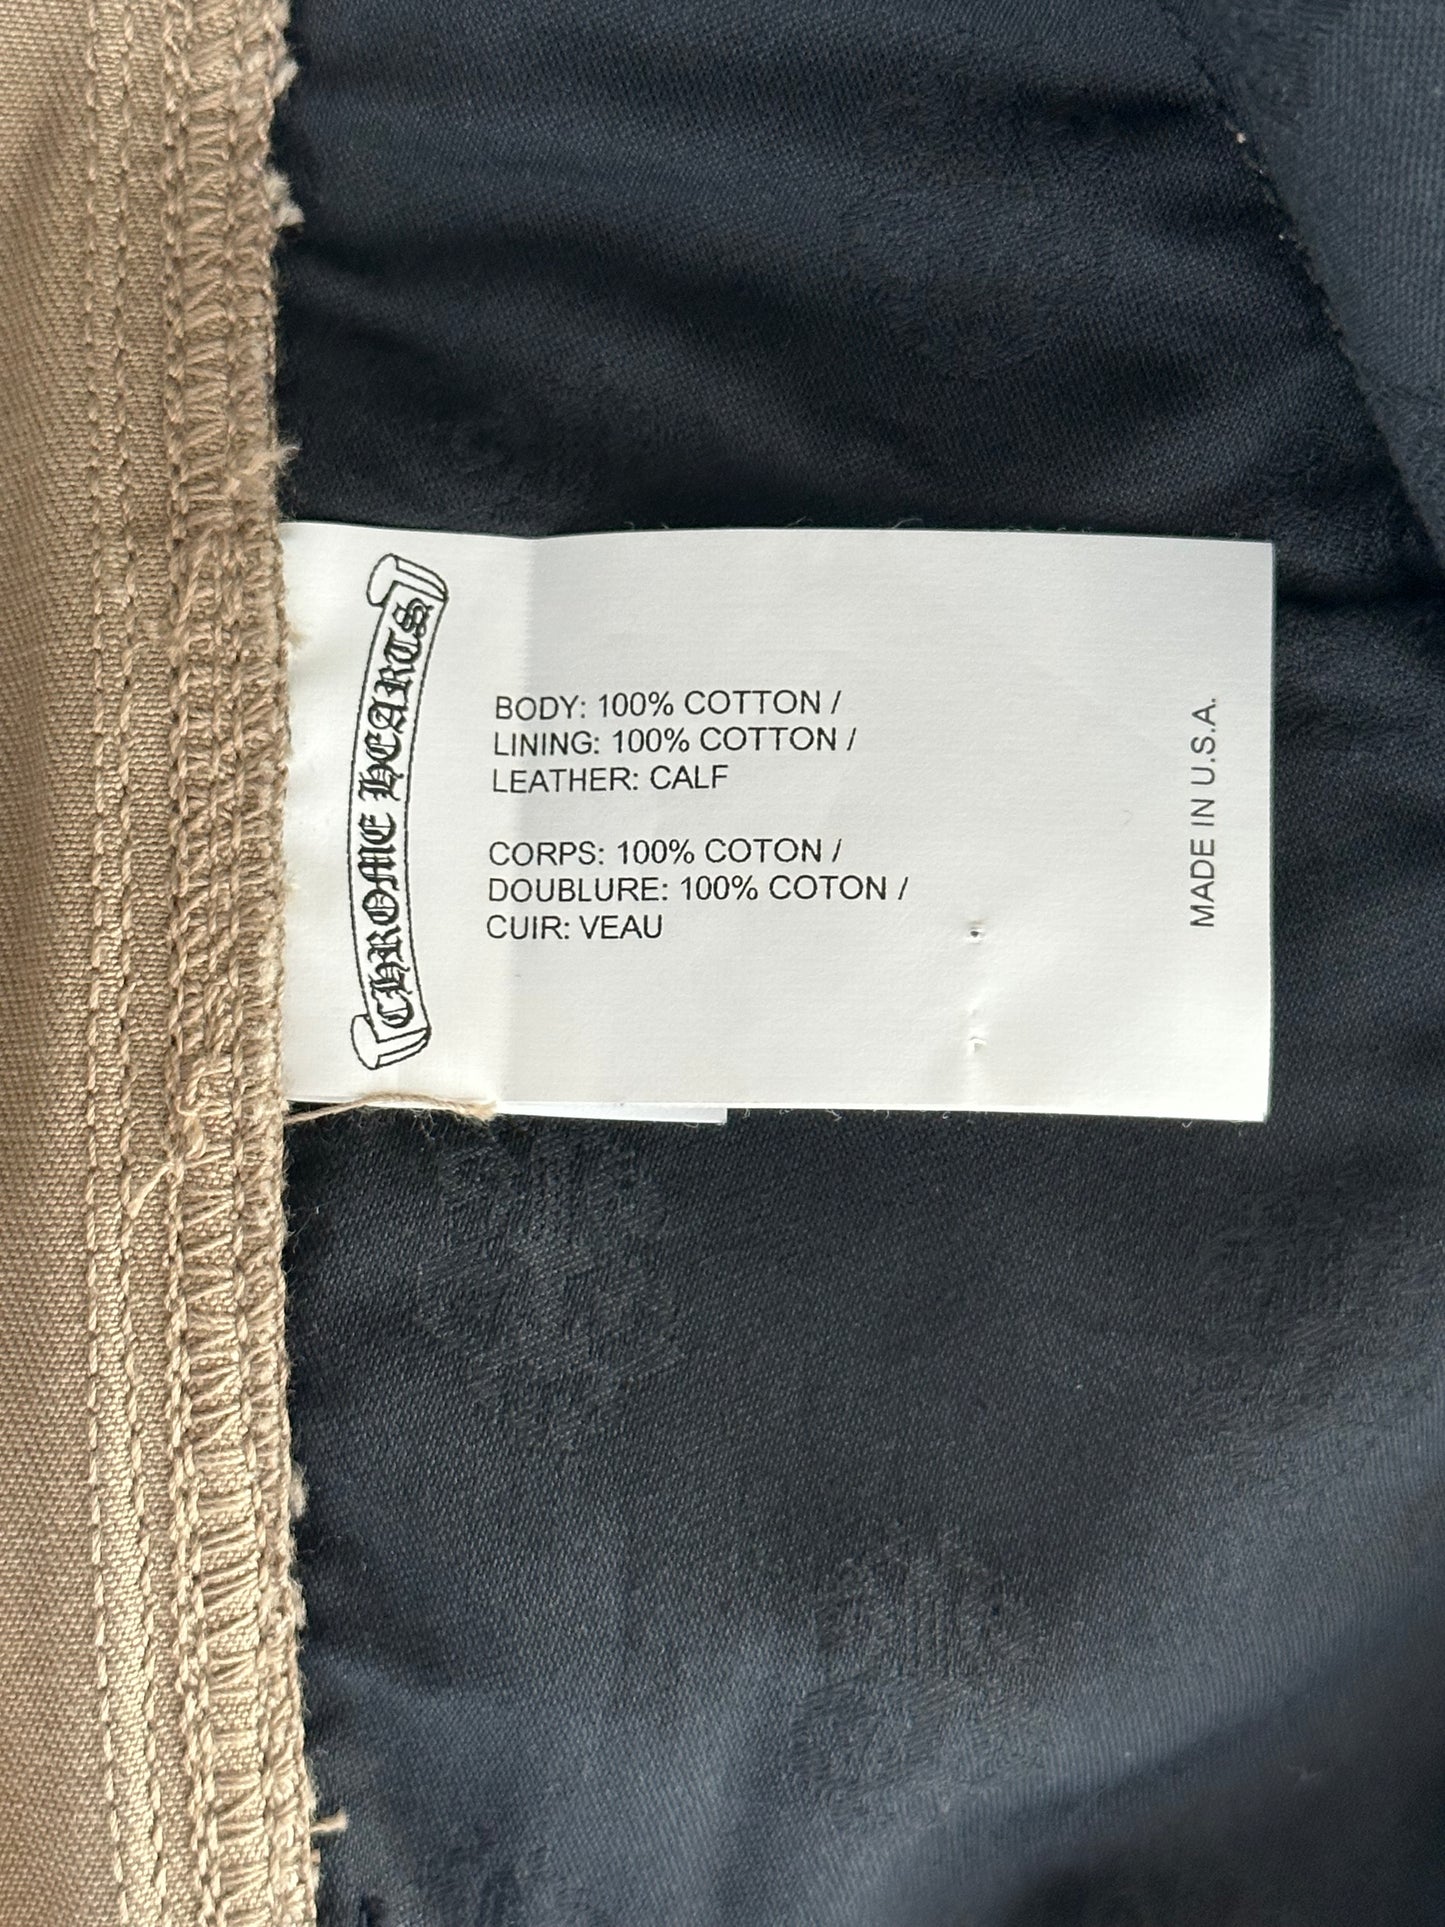 CHROME HEARTS
BODY: 100% COTTON /
LINING: 100% COTTON /
LEATHER: CALF
CORPS: 100% COTON /
DOUBLURE: 100% COTON /
CUIR: VEAU
MADE IN U.S.A.